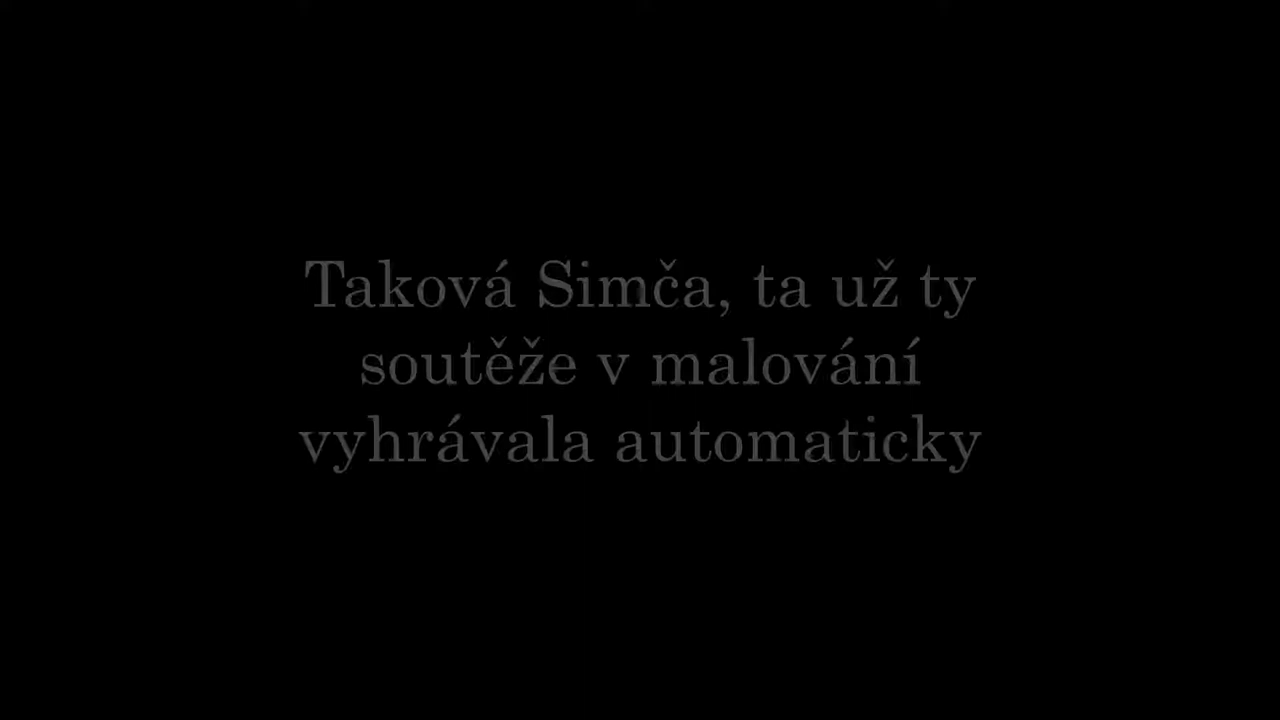 Taková Simča, ta už ty
soutěže v malování
vyhrávala automaticky